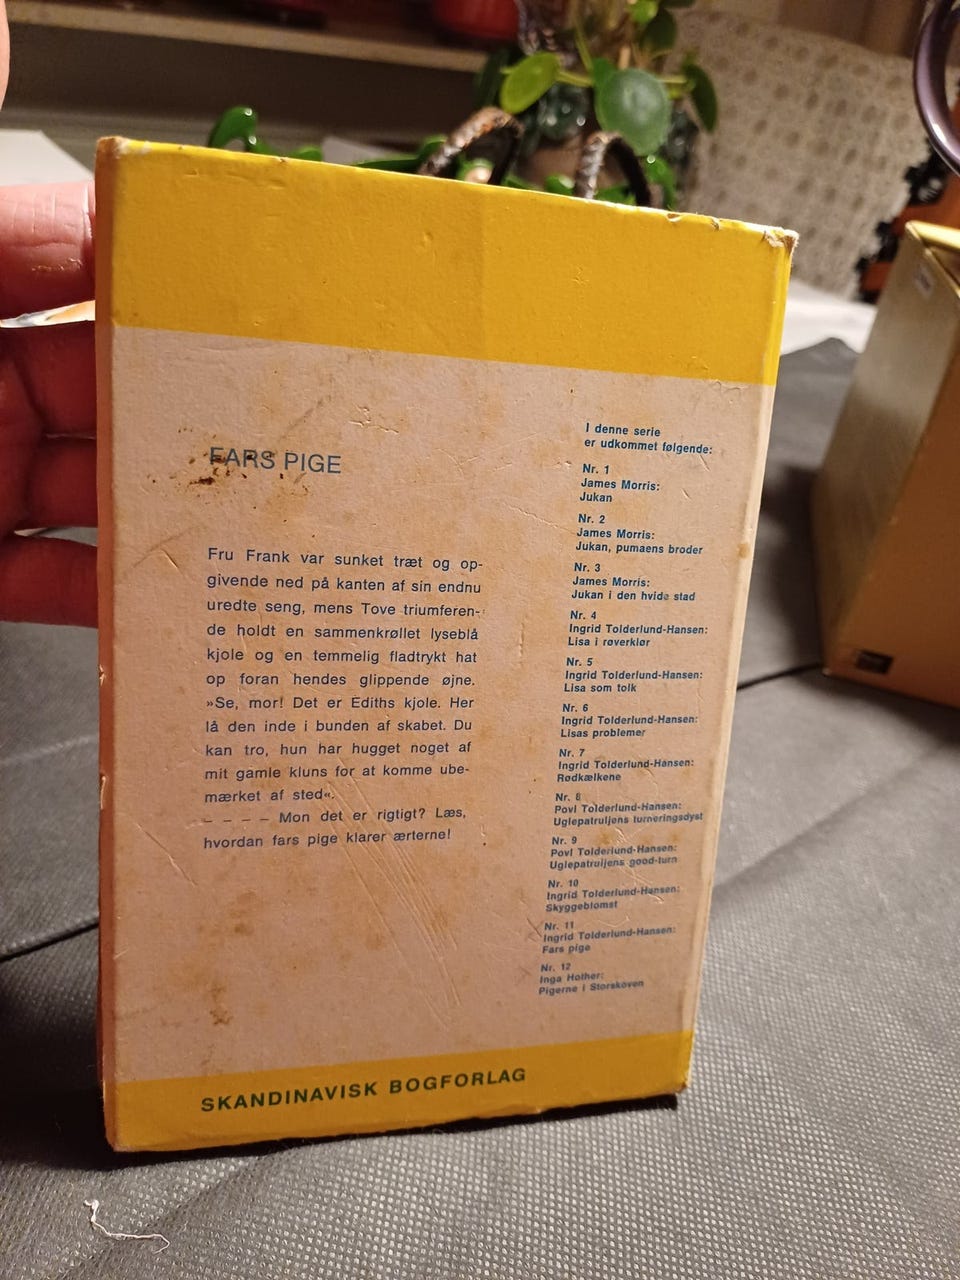 FARS PIGE
Fru Frank var sunket træt og op-
givende ned på kanten af sin endnu
uredte seng, mens Tove triumferen-
de holdt en sammenkrøllet lyseblå
kjole og en temmelig fladtrykt hat
op foran hendes glippende øjne.
»Se, mor! Det er Ediths kjole. Her
lå den inde i bunden af skabet. Du
kan tro, hun har hugget noget af
mit gamle kluns for at komme ube-
mærket af sted«.
– – – – Mon det er rigtigt? Læs,
hvordan fars pige klarer ærterne!
I denne serie
er udkommet følgende:
Nr. 1
James Morris:
Jukan
Nr. 2
James Morris:
Jukan, pumaens broder
Nr. 3
James Morris:
Jukan i den hvide stad
Nr. 4
Ingrid Tolderlund-Hansen:
Lisa i røverklør
Nr. 5
Ingrid Tolderlund-Hansen:
Lisa som tolk
Nr. 6
Ingrid Tolderlund-Hansen:
Lisas problemer
Nr. 7
Ingrid Tolderlund-Hansen:
Rødkælkene
Nr. 8
Povl Tolderlund-Hansen:
Uglepatruljens turneringsdyst
Nr. 9
Povl Tolderlund-Hansen:
Uglepatruljens good-turn
Nr. 10
Ingrid Tolderlund-Hansen:
Skyggeblomst
Nr. 11
Ingrid Tolderlund-Hansen:
Fars pige
Nr. 12
Inga Hother:
Pigerne i Storskoven
SKANDINAVISK BOGFORLAG